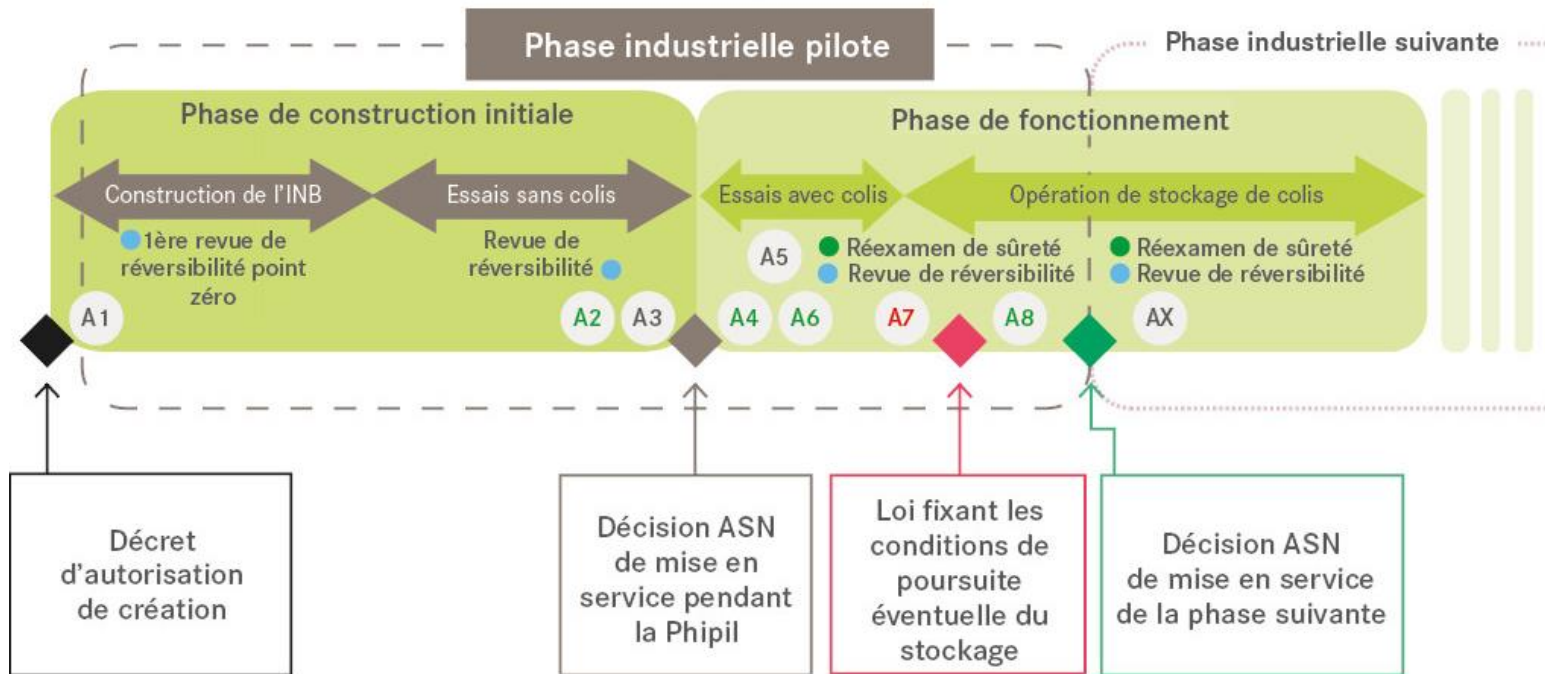 Phase industrielle pilote
Phase industrielle suivante
Phase de construction initiale
Phase de fonctionnement
Construction de l'INB
Essais sans colis
Essais avec colis
Opération de stockage de colis
1ère revue de
réversibilité point
zéro
Revue de
réversibilité
A5
Réexamen de sûreté
Revue de réversibilité
Réexamen de sûreté
Revue de réversibilité
A1
A2
A3
A4
A6
A7
A8
AX
Décret
d'autorisation
de création
Décision ASN
de mise en
service pendant
la Phipil
Loi fixant les
conditions de
poursuite
éventuelle du
stockage
Décision ASN
de mise en service
de la phase suivante